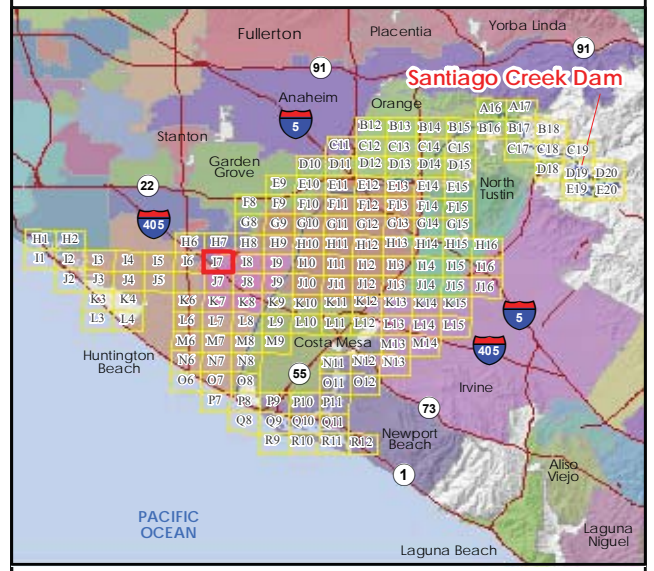 Fullerton
Placentia
Yorba Linda
91
91
Santiago Creek Dam
Anaheim
Orange
A16 A17
5
B12 B13 B14 B15 B16 B17 B18
Stanton
C11 C12 C13 C14 C15 C17 C18 C19
Garden
Grove
D10 D11 D12 D13 D14 D15 D18 D19 D20
22
E9 E10 E11 E12 E13 E14 E15 E19 E20
North
Tustin
F8 F9 F10 F11 F12 F13 F14 F15
405
G8 G9 G10 G11 G12 G13 G14 G15
H1 H2 H6 H7 H8 H9 H10 H11 H12 H13 H14 H15 H16
I1 I2 I3 I4 I5 I6 I7 I8 I9 I10 I11 I12 I13 I14 I15 I16
J2 J3 J4 J5 J7 J8 J9 J10 J11 J12 J13 J14 J15 J16
K3 K4 K6 K7 K8 K9 K10 K11 K12 K13 K14 K15
5
L3 L4 L6 L7 L8 L9 L10 L11 L12 L13 L14 L15
M6 M7 M8 M9 Costa Mesa M13 M14
405
Huntington
Beach
N6 N7 N8 N11 N12 N13
55
O6 O7 O8 O11 O12
Irvine
P7 P8 P9 P10 P11
73
Q8 Q9 Q10 Q11
Newport
Beach
R9 R10 R11 R12
1
Aliso
Viejo
PACIFIC
OCEAN
Laguna
Niguel
Laguna Beach